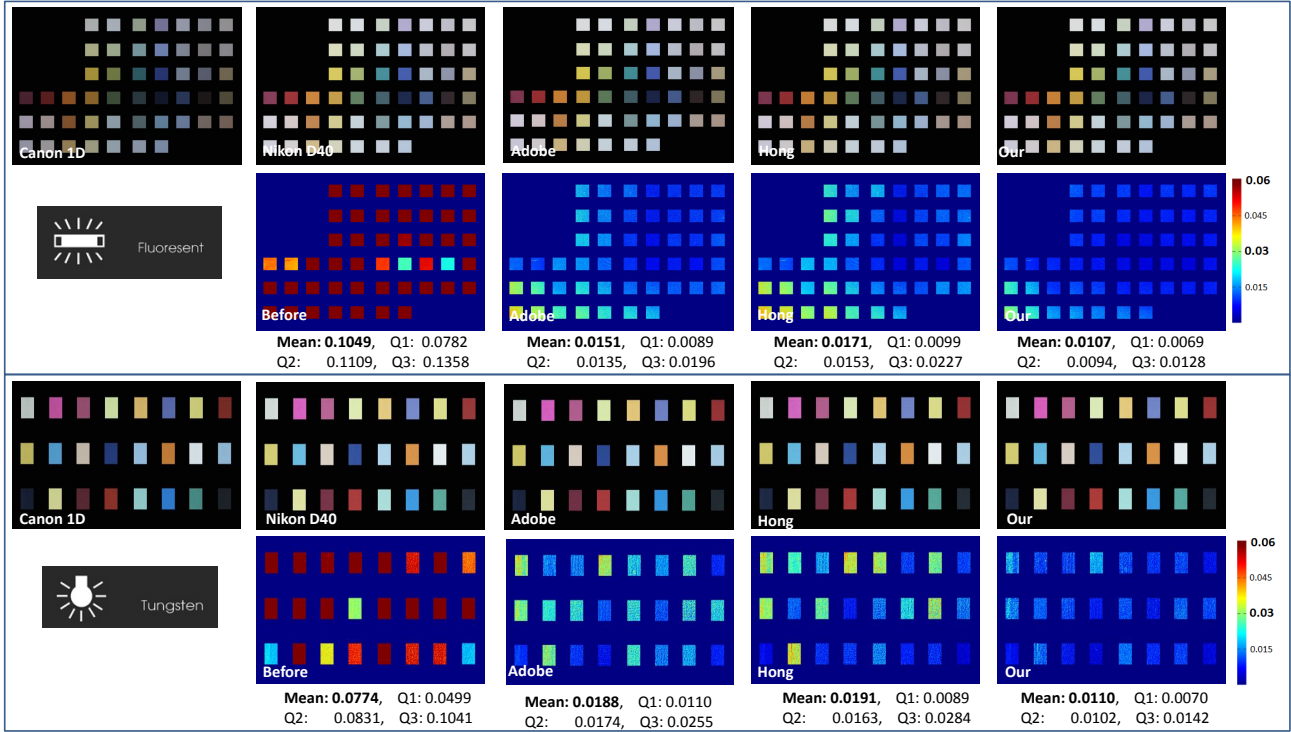 Canon 1D
Nikon D40
Adobe
Hong
Our
Fluoresent
Before
Adobe
Hong
Our
0.06
0.045
0.03
0.015
Mean: 0.1049, Q1: 0.0782
Q2: 0.1109, Q3: 0.1358
Mean: 0.0151, Q1: 0.0089
Q2: 0.0135, Q3: 0.0196
Mean: 0.0171, Q1: 0.0099
Q2: 0.0153, Q3: 0.0227
Mean: 0.0107, Q1: 0.0069
Q2: 0.0094, Q3: 0.0128
Canon 1D
Nikon D40
Adobe
Hong
Our
Tungsten
Before
Adobe
Hong
Our
0.06
0.045
0.03
0.015
Mean: 0.0774, Q1: 0.0499
Q2: 0.0831, Q3: 0.1041
Mean: 0.0188, Q1: 0.0110
Q2: 0.0174, Q3: 0.0255
Mean: 0.0191, Q1: 0.0089
Q2: 0.0163, Q3: 0.0284
Mean: 0.0110, Q1: 0.0070
Q2: 0.0102, Q3: 0.0142